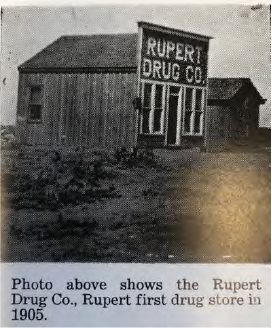 RUPERT
DRUG CO.
Photo above shows the Rupert
Drug Co., Rupert first drug store in
1905.